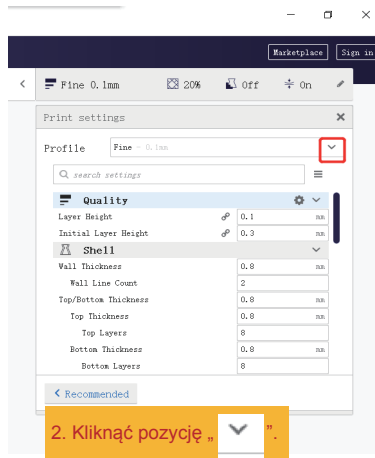 Marketplace Sign in
Fine 0.1mm 20% Off On
Print settings
Profile Fine - 0.1mm
search settings
Quality
Layer Height 0.1 mm
Initial Layer Height 0.3 mm
Shell
Wall Thickness 0.8 mm
Wall Line Count 2
Top/Bottom Thickness 0.8 mm
Top Thickness 0.8 mm
Top Layers 8
Bottom Thickness 0.8 mm
Bottom Layers 8
Recommended
2. Kliknąć pozycję „ ”.